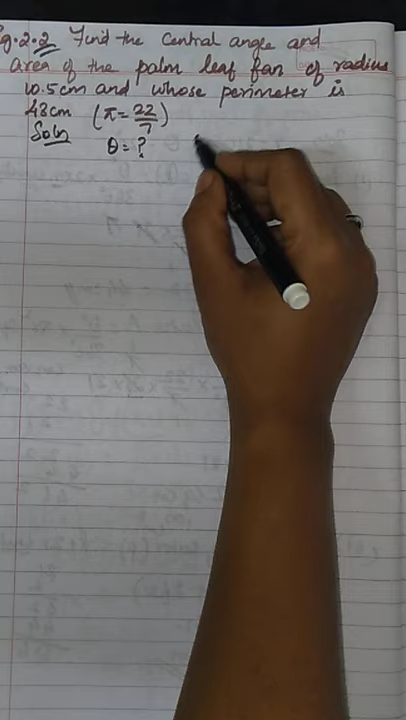 Eg.2.2 Find the Central angle and
area of the palm leaf fan of radius
10.5cm and whose perimeter is
43cm (π=22/7)
Soln
θ=?